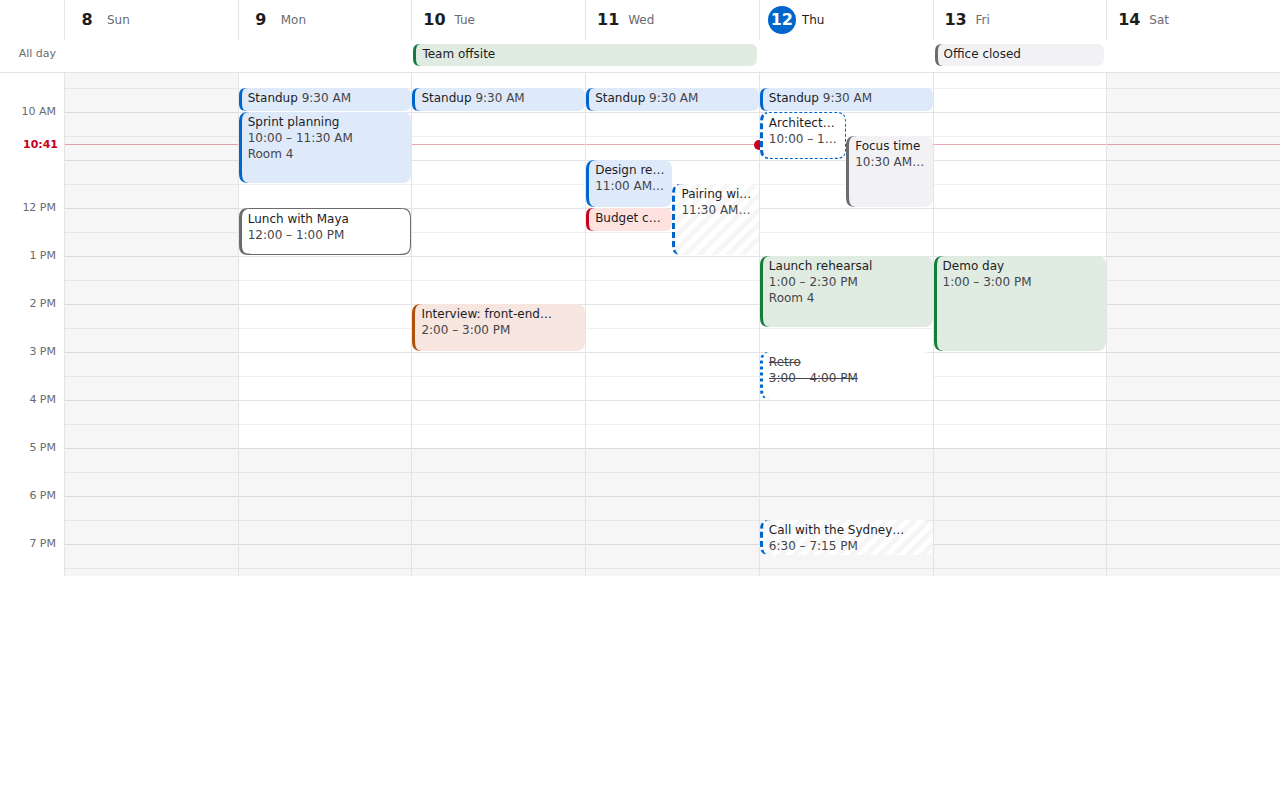 8 Sun
9 Mon
10 Tue
11 Wed
12 Thu
13 Fri
14 Sat
All day
Team offsite
Office closed
10 AM
10:41
12 PM
1 PM
2 PM
3 PM
4 PM
5 PM
6 PM
7 PM
Standup 9:30 AM
Sprint planning
10:00 – 11:30 AM
Room 4
Lunch with Maya
12:00 – 1:00 PM
Standup 9:30 AM
Interview: front-end…
2:00 – 3:00 PM
Standup 9:30 AM
Design re…
11:00 AM…
Pairing wi…
11:30 AM…
Budget c…
Standup 9:30 AM
Architect…
10:00 – 1…
Focus time
10:30 AM…
Launch rehearsal
1:00 – 2:30 PM
Room 4
Retro
3:00 – 4:00 PM
Call with the Sydney…
6:30 – 7:15 PM
Demo day
1:00 – 3:00 PM